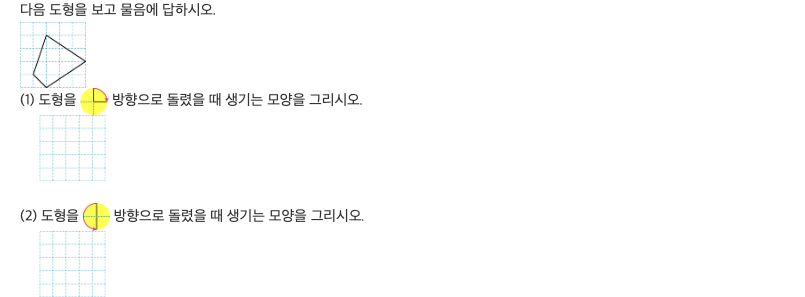 다음 도형을 보고 물음에 답하시오.
(1) 도형을 방향으로 돌렸을 때 생기는 모양을 그리시오.
(2) 도형을 방향으로 돌렸을 때 생기는 모양을 그리시오.